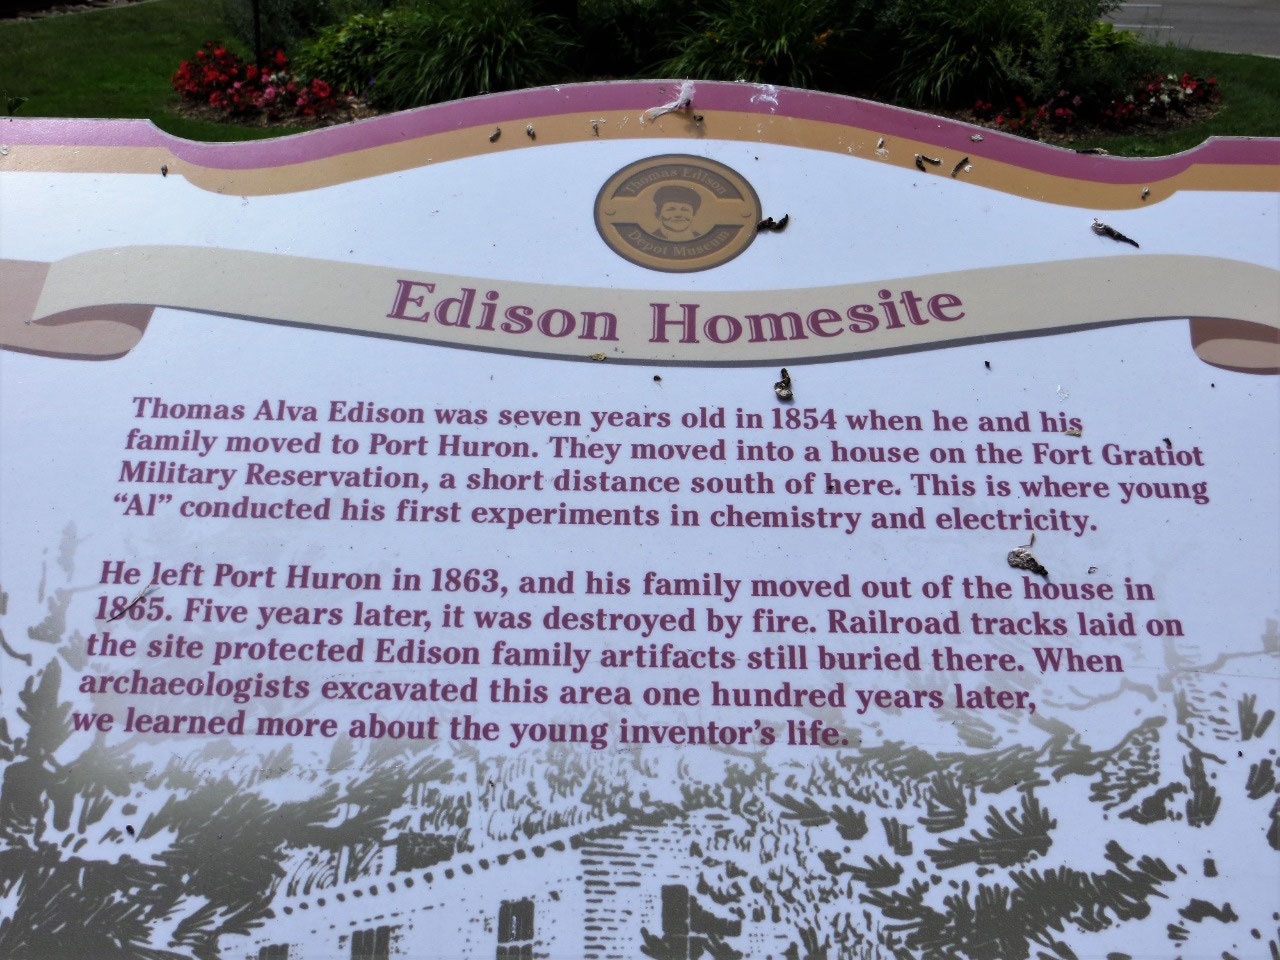 Thomas Edison
Depot Museum
Edison Homesite
Thomas Alva Edison was seven years old in 1854 when he and his
family moved to Port Huron. They moved into a house on the Fort Gratiot
Military Reservation, a short distance south of here. This is where young
“Al” conducted his first experiments in chemistry and electricity.
He left Port Huron in 1863, and his family moved out of the house in
1865. Five years later, it was destroyed by fire. Railroad tracks laid on
the site protected Edison family artifacts still buried there. When
archaeologists excavated this area one hundred years later,
we learned more about the young inventor’s life.